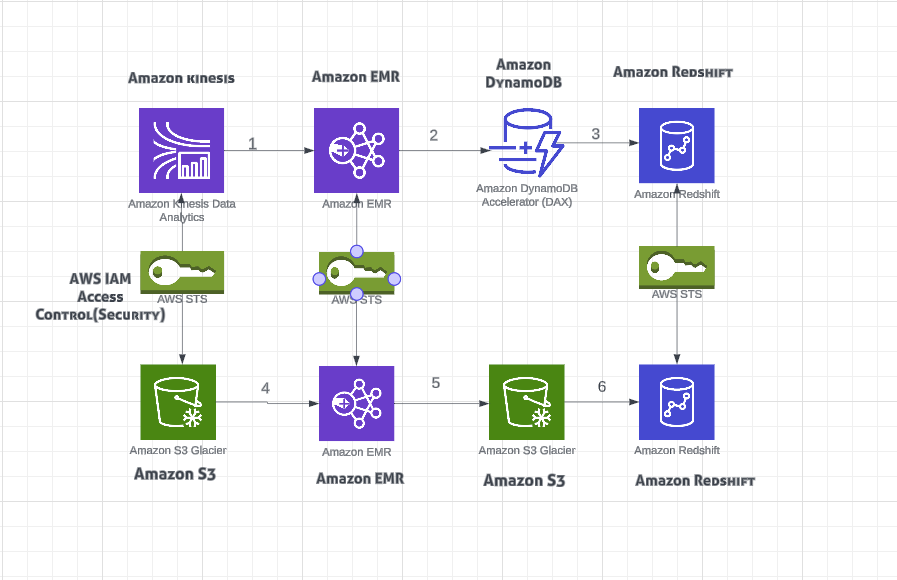 Amazon Kinesis
Amazon EMR
Amazon
DynamoDB
Amazon Redshift
1
2
3
Amazon Kinesis Data
Analytics
Amazon EMR
Amazon DynamoDB
Accelerator (DAX)
Amazon Redshift
AWS IAM
Access
Control(Security)
AWS STS
AWS STS
AWS STS
4
5
6
Amazon S3 Glacier
Amazon EMR
Amazon S3 Glacier
Amazon Redshift
Amazon S3
Amazon EMR
Amazon S3
Amazon Redshift